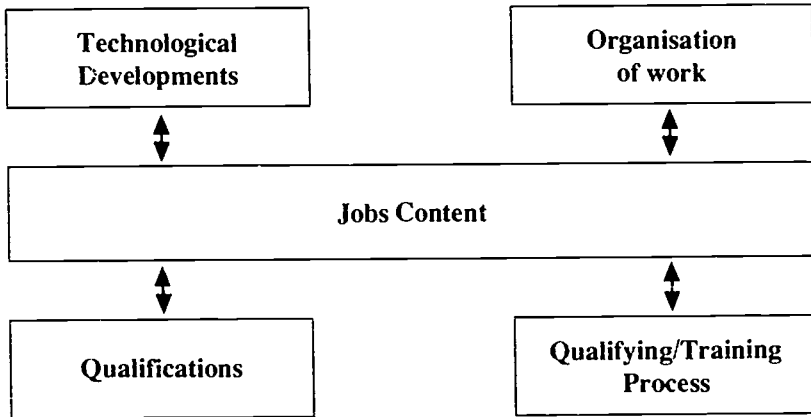 Technological
Developments
Organisation
of work
Jobs Content
Qualifications
Qualifying/Training
Process